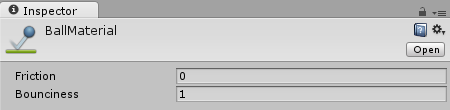 Inspector
BallMaterial
Open
Friction 0
Bounciness 1